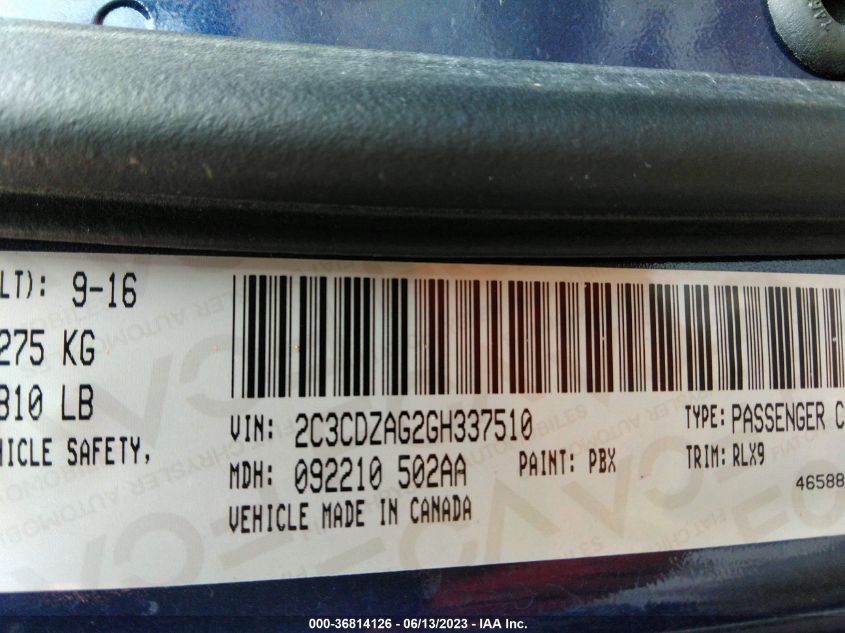 LT): 9-16
275 KG
810 LB
HICLE SAFETY,
VIN: 2C3CDZAG2GH337510
TYPE: PASSENGER C
MDH: 092210 502AA
PAINT: PBX
TRIM: RLX9
VEHICLE MADE IN CANADA
46588
000-36814126 - 06/13/2023 - IAA Inc.